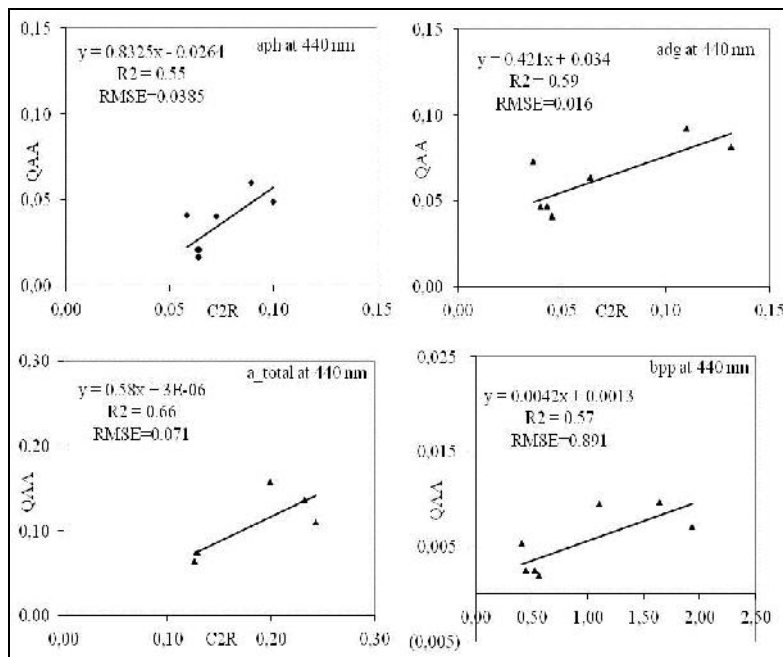 0,15
aph at 440 nm
y = 0.8325x - 0.0264
R2 = 0.55
RMSE=0.0385
0,10
QAA
0,05
0,00
0,00 0,05 C2R 0,10 0,15
0,15
adg at 440 nm
y = 0.421x + 0.034
R2 = 0.59
RMSE=0.016
0,10
QAA
0,05
0,00
0,00 0,05 C2R 0,10 0,15
0,30
a_total at 440 nm
y = 0.58x 3E-06
R2 = 0.66
RMSE=0.071
0,20
QAA
0,10
0,00
0,00 0,10 C2R 0,20 0,30
0,025
bpp at 440 nm
y = 0.0042x + 0.0013
R2 = 0.57
RMSE=0.891
0,015
QAA
0,005
(0,005)
0,00 0,50 1,00 1,50 2,00 2,50